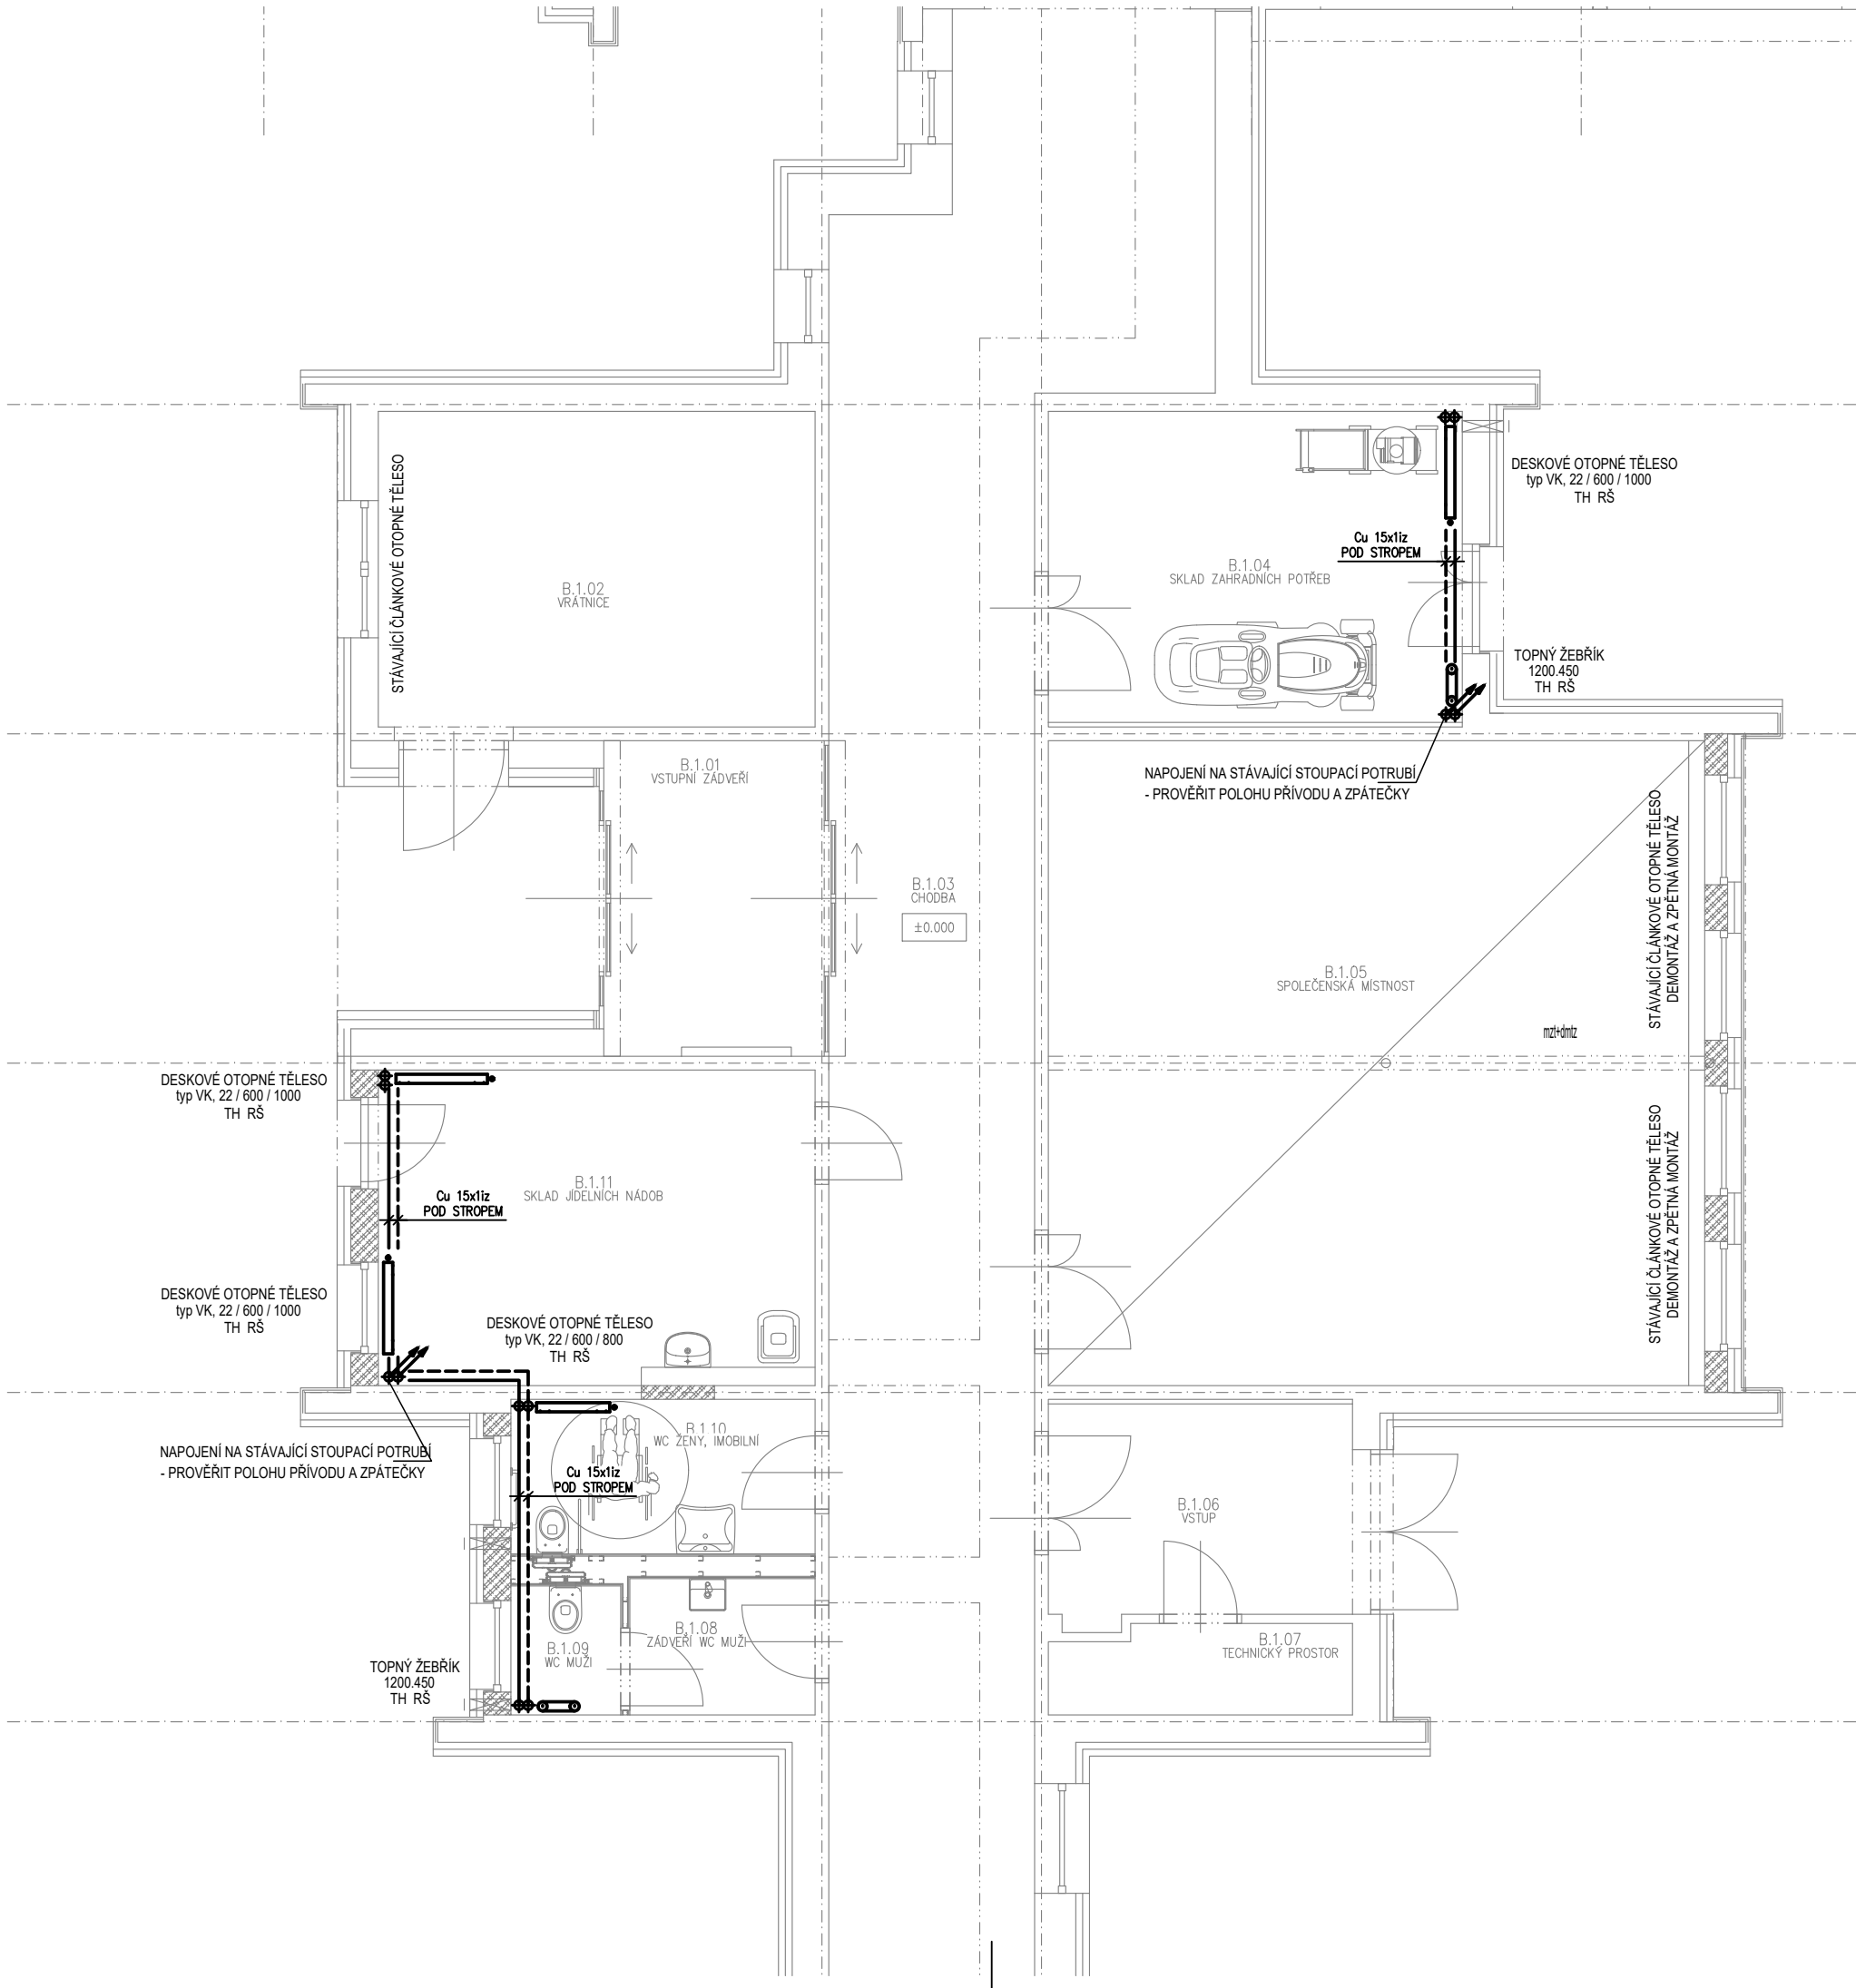 STÁVAJÍCÍ ČLÁNKOVÉ OTOPNÉ TĚLESO
B.1.02
VRÁTNICE
DESKOVÉ OTOPNÉ TĚLESO
typ VK, 22 / 600 / 1000
TH RŠ
Cu 15x1iz
POD STROPEM
B.1.04
SKLAD ZAHRADNÍCH POTŘEB
TOPNÝ ŽEBŘÍK
1200.450
TH RŠ
B.1.01
VSTUPNÍ ZÁDVEŘÍ
NAPOJENÍ NA STÁVAJÍCÍ STOUPACÍ POTRUBÍ
- PROVĚŘIT POLOHU PŘÍVODU A ZPÁTEČKY
B.1.03
CHODBA
±0.000
STÁVAJÍCÍ ČLÁNKOVÉ OTOPNÉ TĚLESO
DEMONTÁŽ A ZPĚTNÁ MONTÁŽ
B.1.05
SPOLEČENSKÁ MÍSTNOST
mzt+dmtz
DESKOVÉ OTOPNÉ TĚLESO
typ VK, 22 / 600 / 1000
TH RŠ
B.1.11
SKLAD JÍDELNÍCH NÁDOB
Cu 15x1iz
POD STROPEM
STÁVAJÍCÍ ČLÁNKOVÉ OTOPNÉ TĚLESO
DEMONTÁŽ A ZPĚTNÁ MONTÁŽ
DESKOVÉ OTOPNÉ TĚLESO
typ VK, 22 / 600 / 1000
TH RŠ
DESKOVÉ OTOPNÉ TĚLESO
typ VK, 22 / 600 / 800
TH RŠ
B.1.10
WC ŽENY, IMOBILNÍ
NAPOJENÍ NA STÁVAJÍCÍ STOUPACÍ POTRUBÍ
- PROVĚŘIT POLOHU PŘÍVODU A ZPÁTEČKY
Cu 15x1iz
POD STROPEM
B.1.06
VSTUP
B.1.08
ZÁDVEŘÍ WC MUŽI
B.1.09
WC MUŽI
B.1.07
TECHNICKÝ PROSTOR
TOPNÝ ŽEBŘÍK
1200.450
TH RŠ